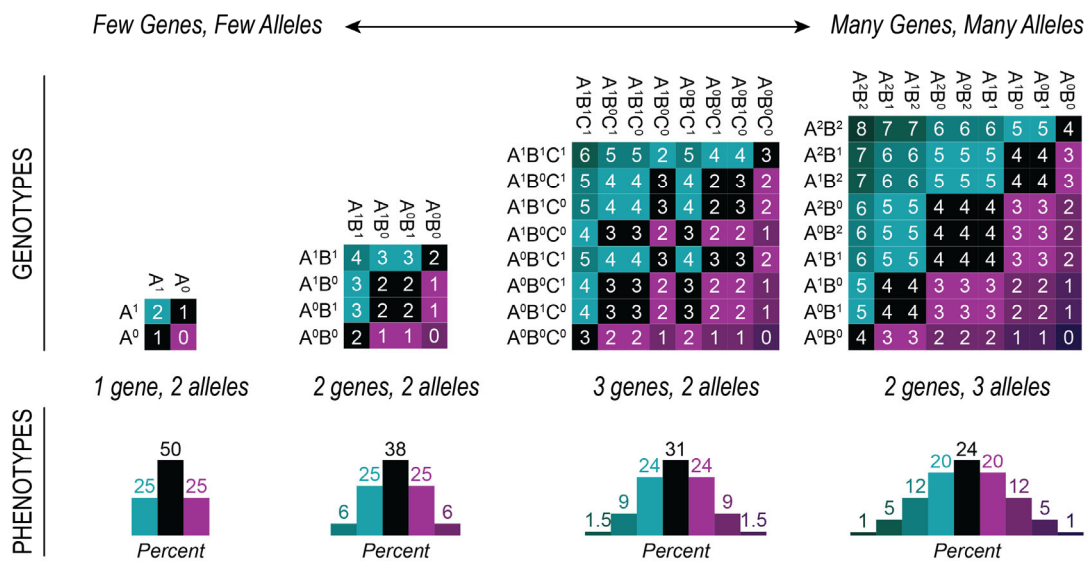 Few Genes, Few Alleles
Many Genes, Many Alleles
GENOTYPES
A¹ A⁰
A¹ 2 1
A⁰ 1 0
1 gene, 2 alleles
A¹B¹ A¹B⁰ A⁰B¹ A⁰B⁰
A¹B¹ 4 3 3 2
A¹B⁰ 3 2 2 1
A⁰B¹ 3 2 2 1
A⁰B⁰ 2 1 1 0
2 genes, 2 alleles
A¹B¹C¹ A¹B⁰C¹ A¹B¹C⁰ A¹B⁰C⁰ A⁰B¹C¹ A⁰B⁰C¹ A⁰B¹C⁰ A⁰B⁰C⁰
A¹B¹C¹ 6 5 5 2 5 4 4 3
A¹B⁰C¹ 5 4 4 3 4 2 3 2
A¹B¹C⁰ 5 4 4 3 4 2 3 2
A¹B⁰C⁰ 4 3 3 2 3 2 2 1
A⁰B¹C¹ 5 4 4 3 4 3 3 2
A⁰B⁰C¹ 4 3 3 2 3 2 2 1
A⁰B¹C⁰ 4 3 3 2 3 2 2 1
A⁰B⁰C⁰ 3 2 2 1 2 1 1 0
3 genes, 2 alleles
A²B² A²B¹ A¹B² A²B⁰ A⁰B² A¹B¹ A¹B⁰ A⁰B¹ A⁰B⁰
A²B² 8 7 7 6 6 6 5 5 4
A²B¹ 7 6 6 5 5 5 4 4 3
A¹B² 7 6 6 5 5 5 4 4 3
A²B⁰ 6 5 5 4 4 4 3 3 2
A⁰B² 6 5 5 4 4 4 3 3 2
A¹B¹ 6 5 5 4 4 4 3 3 2
A¹B⁰ 5 4 4 3 3 3 2 2 1
A⁰B¹ 5 4 4 3 3 3 2 2 1
A⁰B⁰ 4 3 3 2 2 2 1 1 0
2 genes, 3 alleles
PHENOTYPES
25 50 25
Percent
6 25 38 25 6
Percent
1.5 9 24 31 24 9 1.5
Percent
1 5 12 20 24 20 12 5 1
Percent